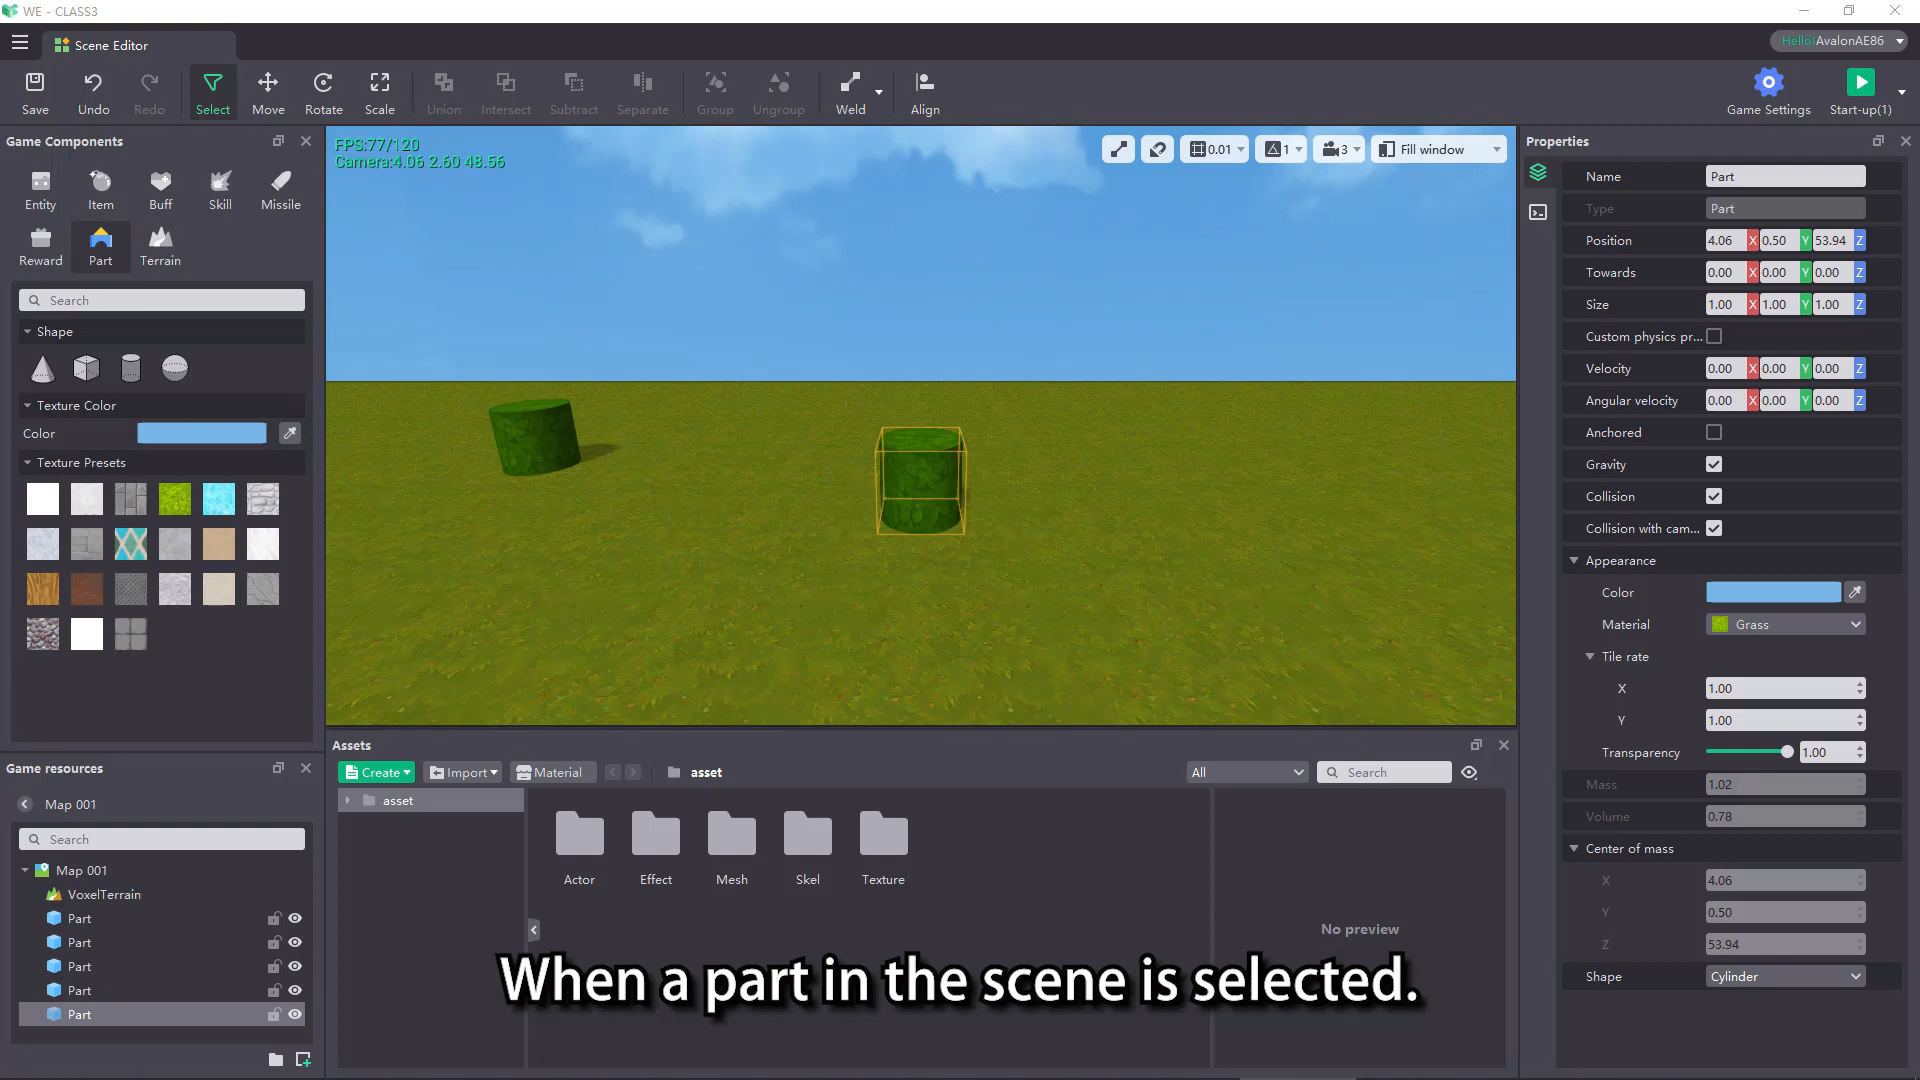 WE - CLASS3
Scene Editor
Hello!AvalonAE86
Save
Undo
Redo
Select
Move
Rotate
Scale
Union
Intersect
Subtract
Separate
Group
Ungroup
Weld
Align
Game Settings
Start-up(1)
Game Components
Entity
Item
Buff
Skill
Missile
Reward
Part
Terrain
Search
Shape
Texture Color
Color
Texture Presets
FPS:77/120
Camera:4.06 2.60 48.56
0.01
1
3
Fill window
Properties
Name Part
Type Part
Position 4.06 X 0.50 Y 53.94 Z
Towards 0.00 X 0.00 Y 0.00 Z
Size 1.00 X 1.00 Y 1.00 Z
Custom physics pr...
Velocity 0.00 X 0.00 Y 0.00 Z
Angular velocity 0.00 X 0.00 Y 0.00 Z
Anchored
Gravity
Collision
Collision with cam...
Appearance
Color
Material Grass
Tile rate
X 1.00
Y 1.00
Transparency 1.00
Mass 1.02
Volume 0.78
Center of mass
X 4.06
Y 0.50
Z 53.94
Shape Cylinder
Game resources
Map 001
Search
Map 001
VoxelTerrain
Part
Part
Part
Part
Part
Assets
Create
Import
Material
asset
All
Search
asset
Actor
Effect
Mesh
Skel
Texture
No preview
When a part in the scene is selected.